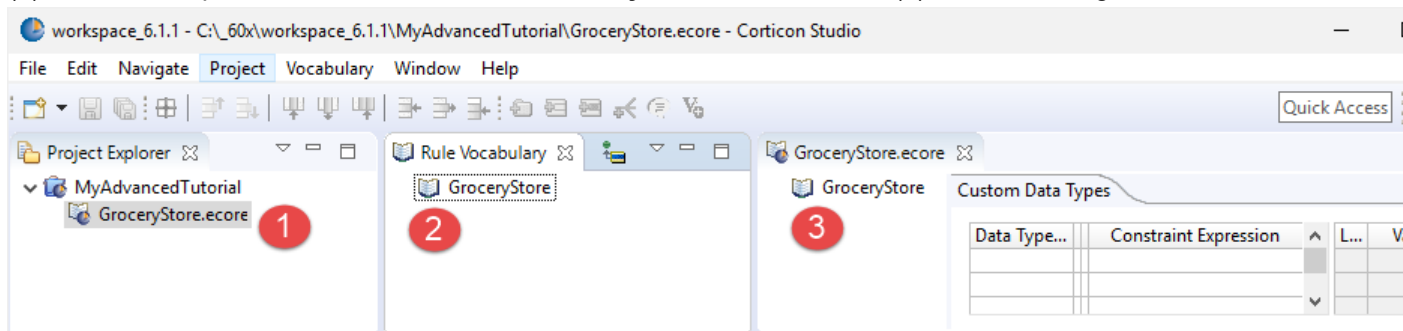 workspace_6.1.1 - C:\_60x\workspace_6.1.1\MyAdvancedTutorial\GroceryStore.ecore - Corticon Studio
File Edit Navigate Project Vocabulary Window Help
Quick Access
Project Explorer Rule Vocabulary GroceryStore.ecore
MyAdvancedTutorial GroceryStore GroceryStore Custom Data Types
GroceryStore.ecore
1 2 3
Data Type... Constraint Expression L...